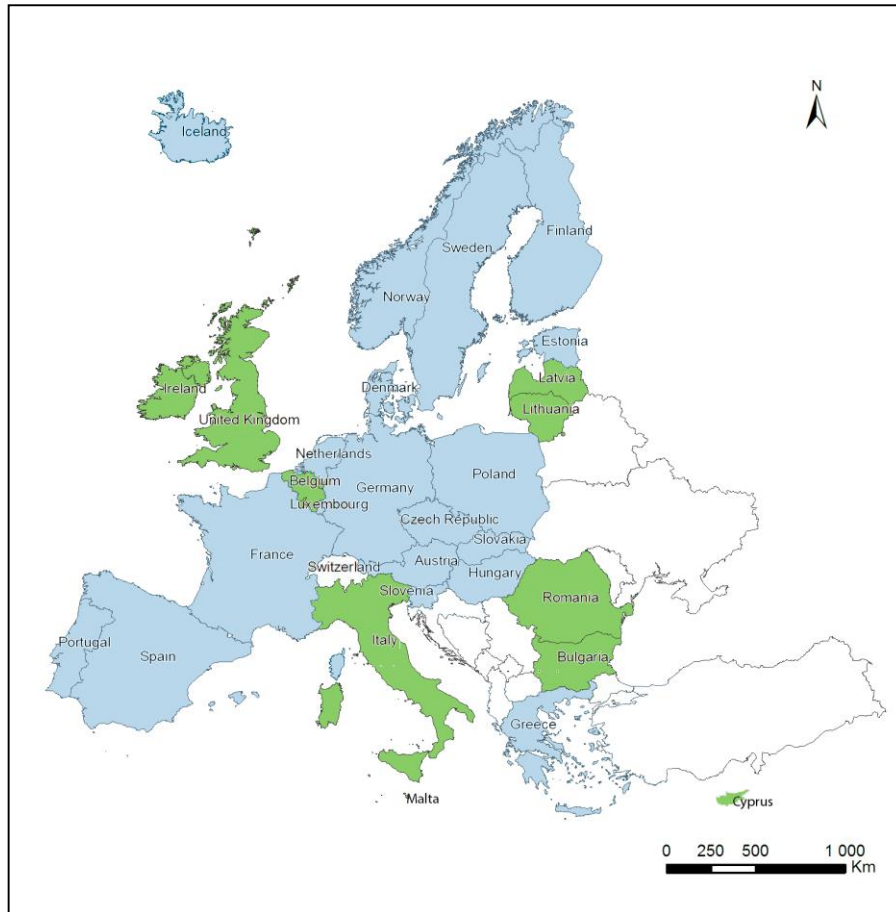 N
Iceland
Finland
Sweden
Norway
Estonia
Latvia
Denmark
Lithuania
Ireland
United Kingdom
Netherlands
Belgium
Poland
Germany
Luxembourg
Czech Republic
Slovakia
France
Austria
Switzerland
Hungary
Slovenia
Romania
Italy
Portugal
Spain
Bulgaria
Greece
Malta
Cyprus
0 250 500 1 000
Km